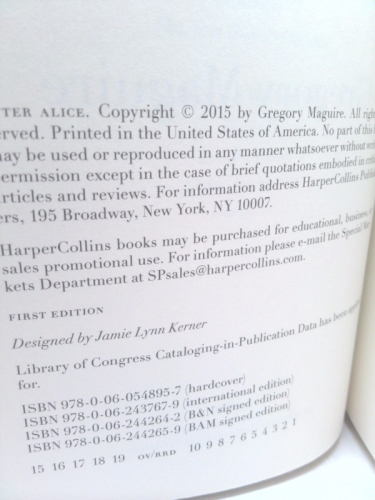 TER ALICE. Copyright © 2015 by Gregory Maguire. All
erved. Printed in the United States of America. No part of this
may be used or reproduced in any manner whatsoever without
ermission except in the case of brief quotations embodied in
rticles and reviews. For information address HarperCollins
ers, 195 Broadway, New York, NY 10007.
HarperCollins books may be purchased for educational, business,
sales promotional use. For information please e-mail the Special
kets Department at SPsales@harpercollins.com.
FIRST EDITION
Designed by Jamie Lynn Kerner
Library of Congress Cataloging-in-Publication Data has been
for.
ISBN 978-0-06-054895-7 (hardcover)
ISBN 978-0-06-243767-9 (international edition)
ISBN 978-0-06-244264-2 (B&N signed edition)
ISBN 978-0-06-244265-9 (BAM signed edition)
15 16 17 18 19 OV/RRD 10 9 8 7 6 5 4 3 2 1